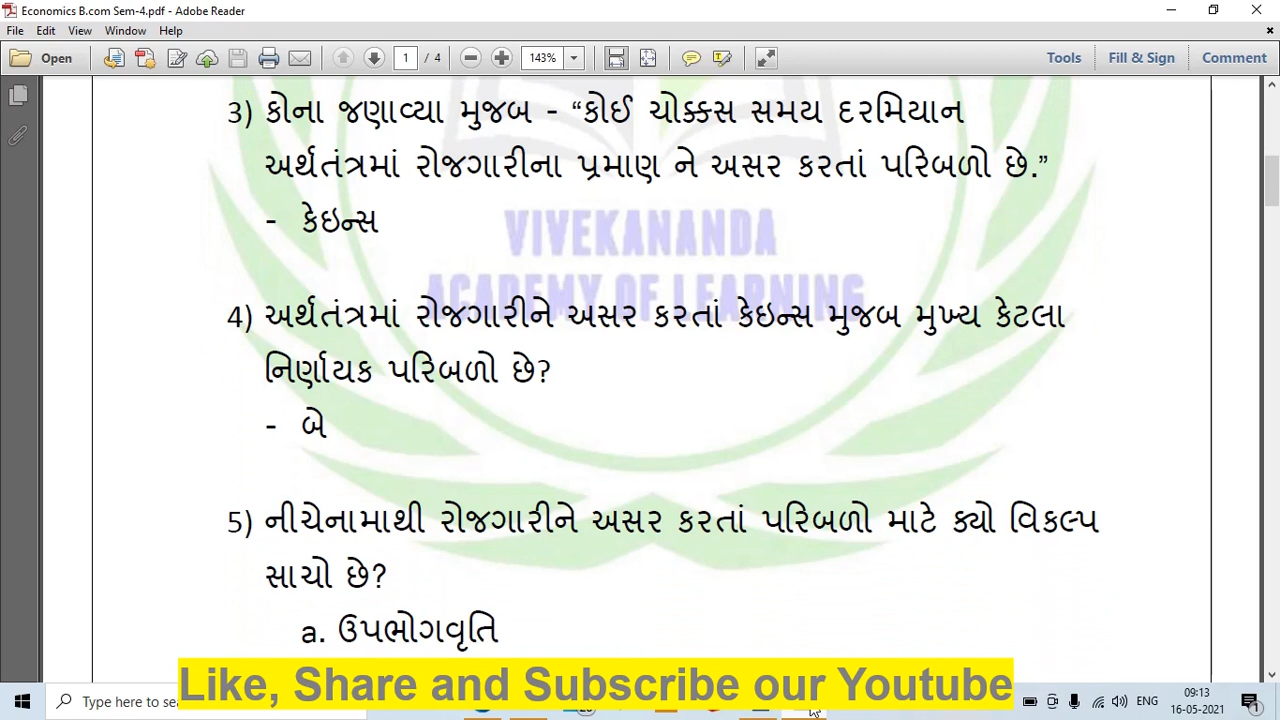 Economics B.com Sem-4.pdf - Adobe Reader
File Edit View Window Help
Open 1 / 4 143% Tools Fill & Sign Comment
3) કોના જણાવ્યા મુજબ - “કોઈ ચોક્કસ સમય દરમિયાન
અર્થતંત્રમાં રોજગારીના પ્રમાણ ને અસર કરતાં પરિબળો છે.”
- કેઇન્સ
VIVEKANANDA
ACADEMY OF LEARNING
4) અર્થતંત્રમાં રોજગારીને અસર કરતાં કેઇન્સ મુજબ મુખ્ય કેટલા
નિર્ણાયક પરિબળો છે?
- બે
5) નીચેનામાથી રોજગારીને અસર કરતાં પરિબળો માટે ક્યો વિકલ્પ
સાચો છે?
a. ઉપભોગવૃતિ
Like, Share and Subscribe our Youtube
Type here to ENG 09:13
16-05-2021